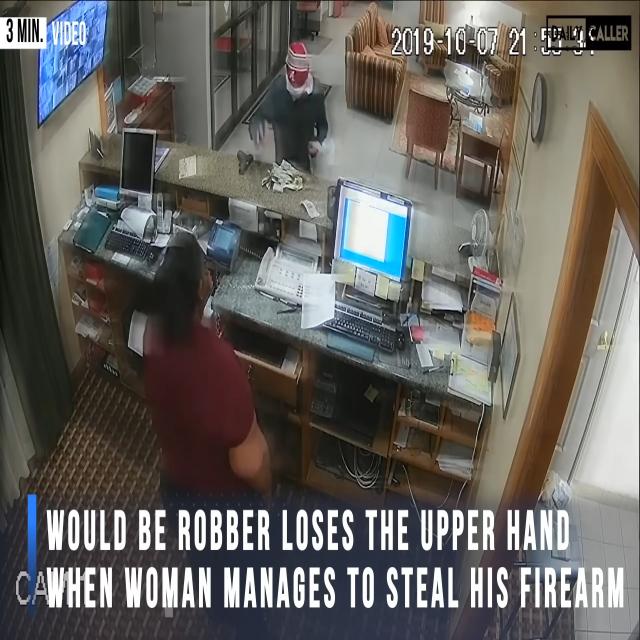 3 MIN. VIDEO
DAILY CALLER
2019-10-07 21
WOULD BE ROBBER LOSES THE UPPER HAND
WHEN WOMAN MANAGES TO STEAL HIS FIREARM